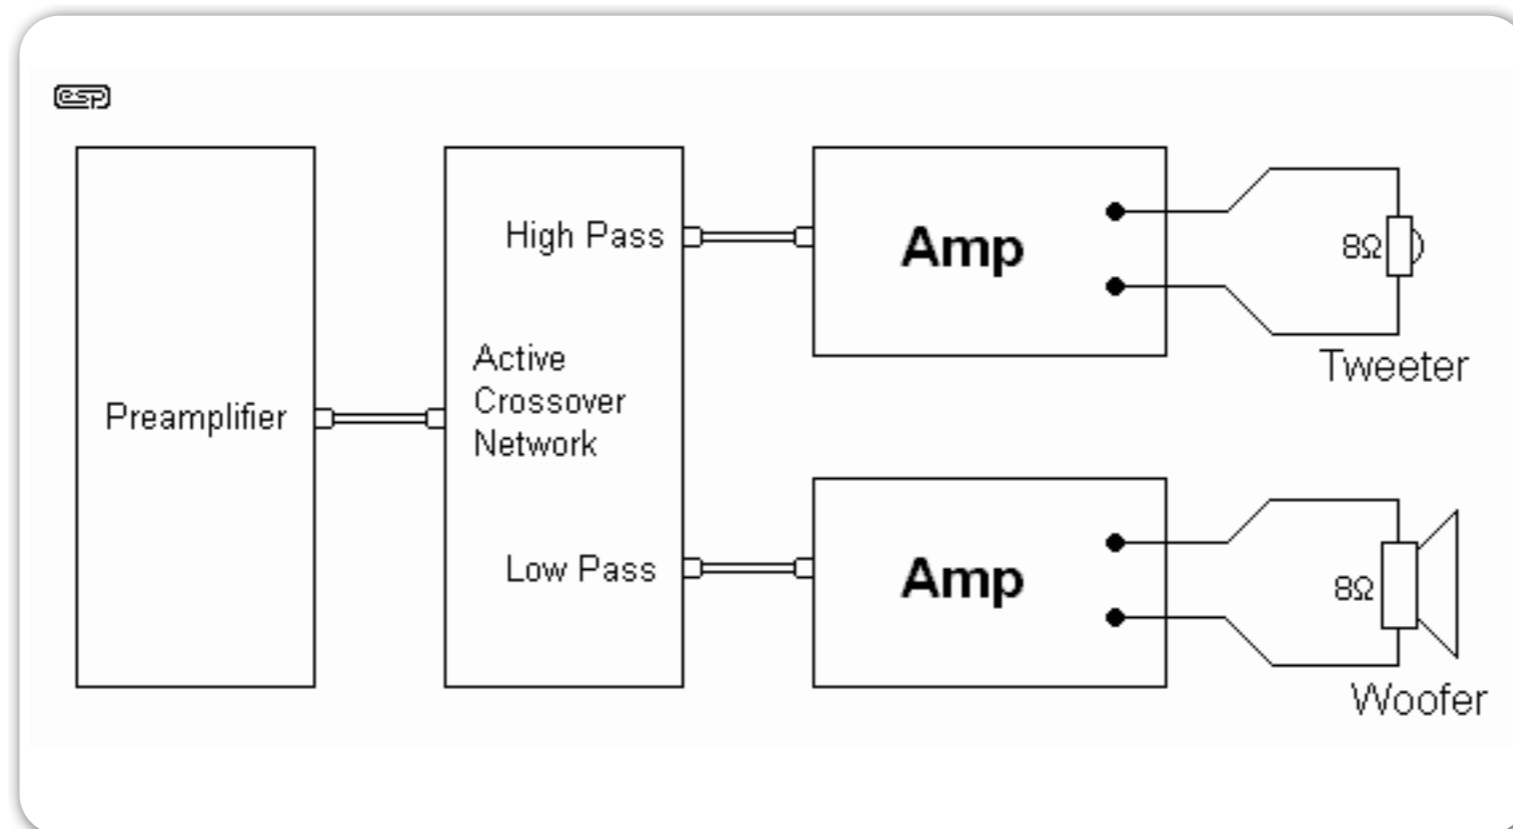 esp
High Pass
Amp
8Ω
Tweeter
Active
Crossover
Network
Preamplifier
Low Pass
Amp
8Ω
Woofer